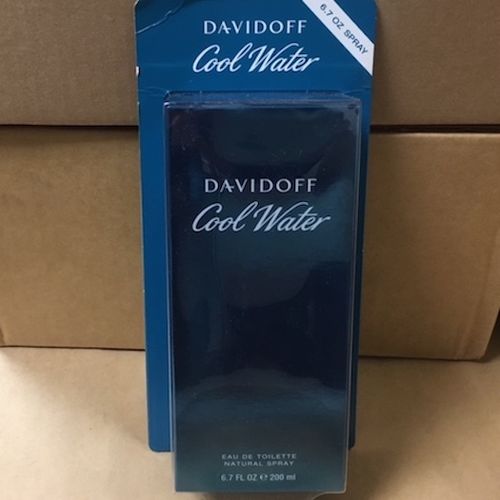 DAVIDOFF
Cool Water
6.7 OZ SPRAY
DAVIDOFF
Cool Water
EAU DE TOILETTE
NATURAL SPRAY
6.7 FL OZ ℮ 200 ml